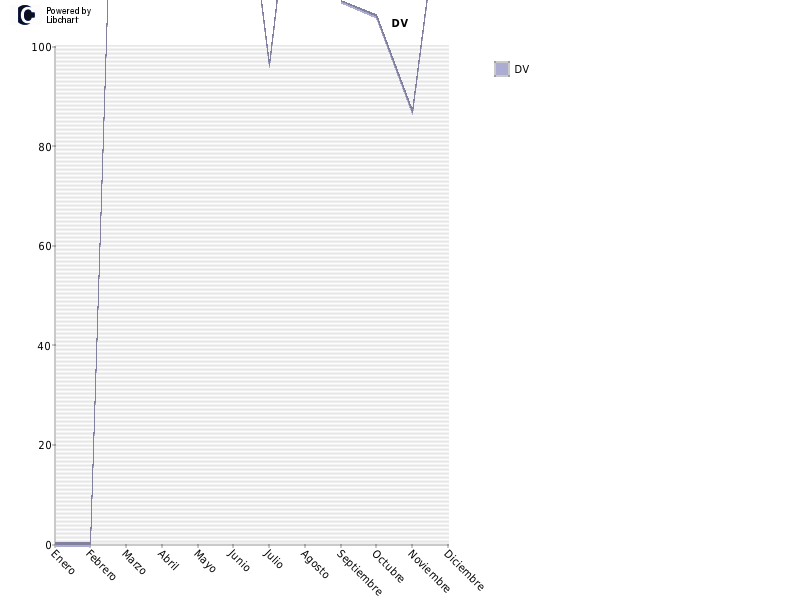 Powered by
Libchart
DV
DV
100
80
60
40
20
0
Enero
Febrero
Marzo
Abril
Mayo
Junio
Julio
Agosto
Septiembre
Octubre
Noviembre
Diciembre